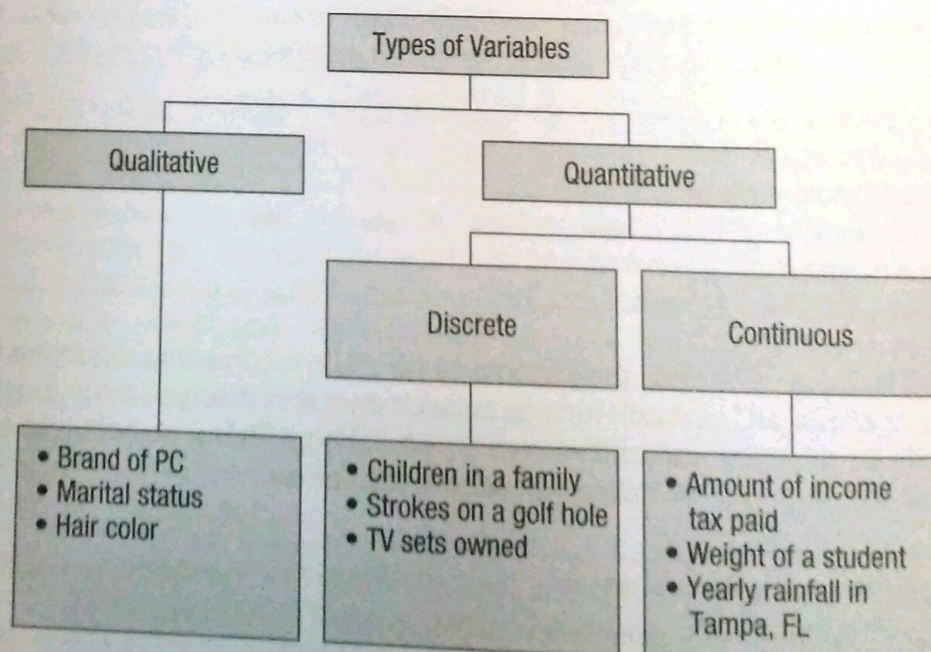 Types of Variables
Qualitative
Quantitative
Discrete
Continuous
• Brand of PC
• Marital status
• Hair color
• Children in a family
• Strokes on a golf hole
• TV sets owned
• Amount of income
tax paid
• Weight of a student
• Yearly rainfall in
Tampa, FL